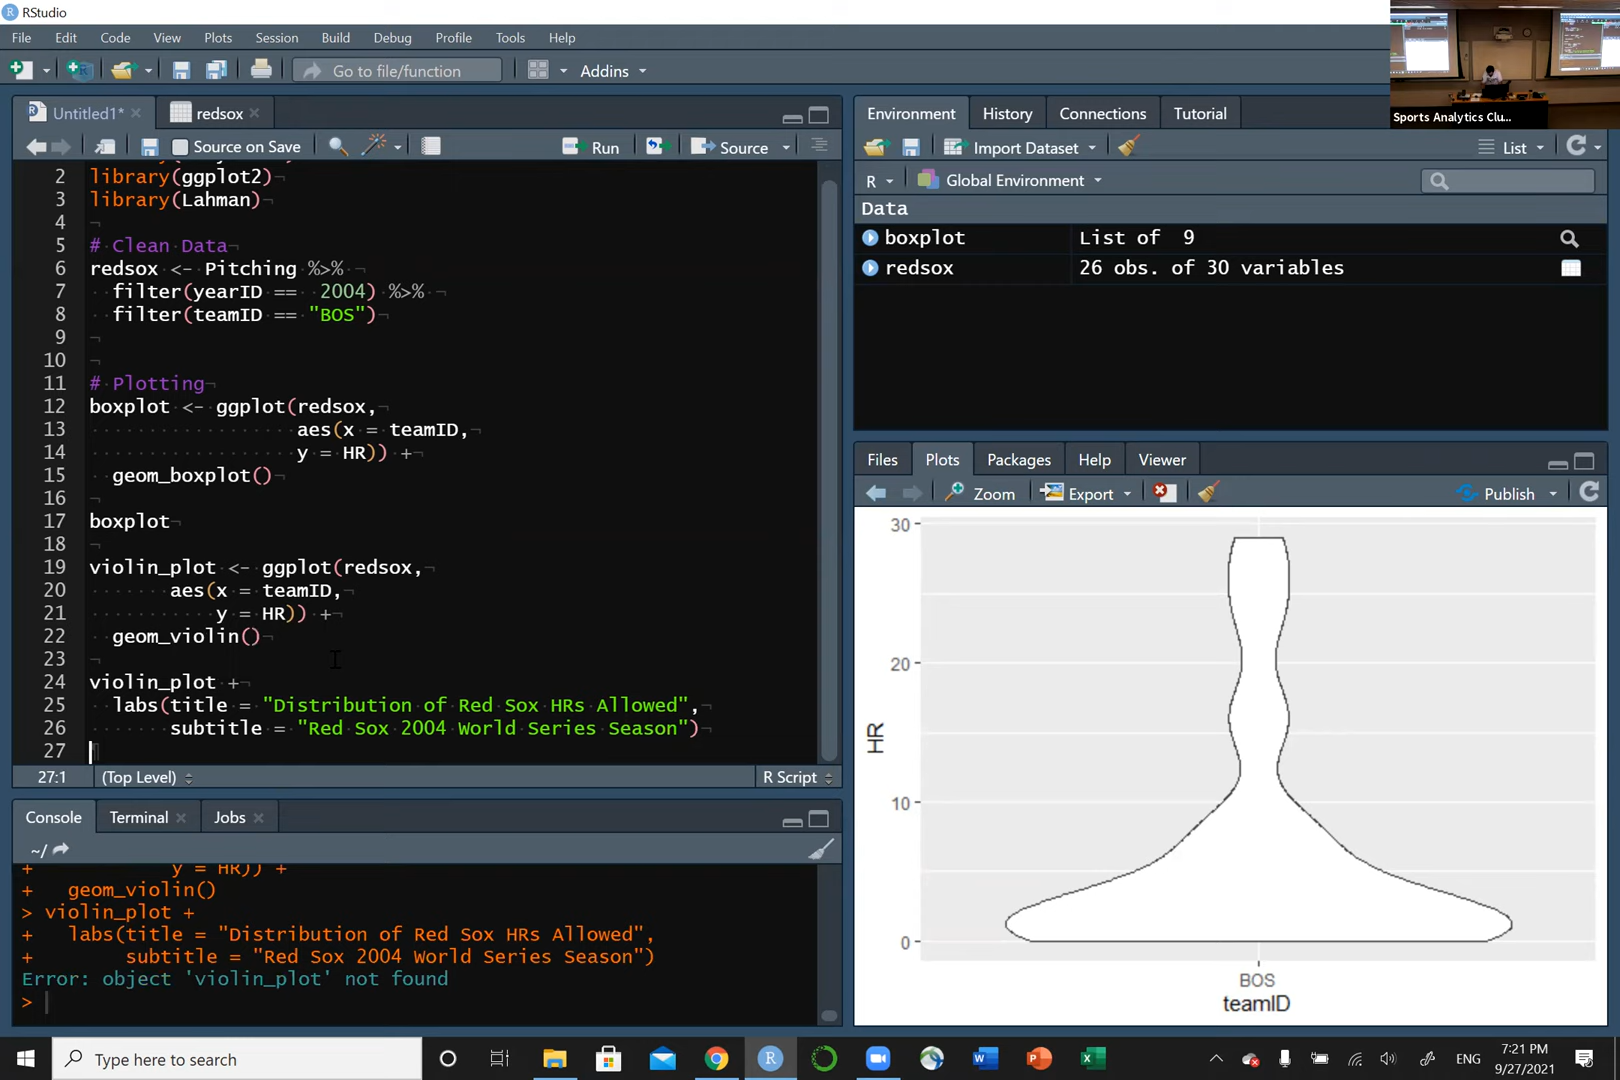 RStudio
File Edit Code View Plots Session Build Debug Profile Tools Help
Go to file/function Addins
Sports Analytics Clu...
Untitled1* redsox
Source on Save Run Source
2 library(ggplot2)
3 library(Lahman)
4
5 # Clean Data
6 redsox <- Pitching %>%
7 filter(yearID == 2004) %>%
8 filter(teamID == "BOS")
9
10
11 # Plotting
12 boxplot <- ggplot(redsox,
13 aes(x = teamID,
14 y = HR)) +
15 geom_boxplot()
16
17 boxplot
18
19 violin_plot <- ggplot(redsox,
20 aes(x = teamID,
21 y = HR)) +
22 geom_violin()
23
24 violin_plot +
25 labs(title = "Distribution of Red Sox HRs Allowed",
26 subtitle = "Red Sox 2004 World Series Season")
27
27:1 (Top Level) R Script
Console Terminal Jobs
~/
+ y = HR)) +
+ geom_violin()
> violin_plot +
+ labs(title = "Distribution of Red Sox HRs Allowed",
+ subtitle = "Red Sox 2004 World Series Season")
Error: object 'violin_plot' not found
>
Environment History Connections Tutorial
Import Dataset List
R Global Environment
Data
boxplot List of 9
redsox 26 obs. of 30 variables
Files Plots Packages Help Viewer
Zoom Export Publish
30
20
HR
10
0
BOS
teamID
Type here to search
ENG
7:21 PM
9/27/2021